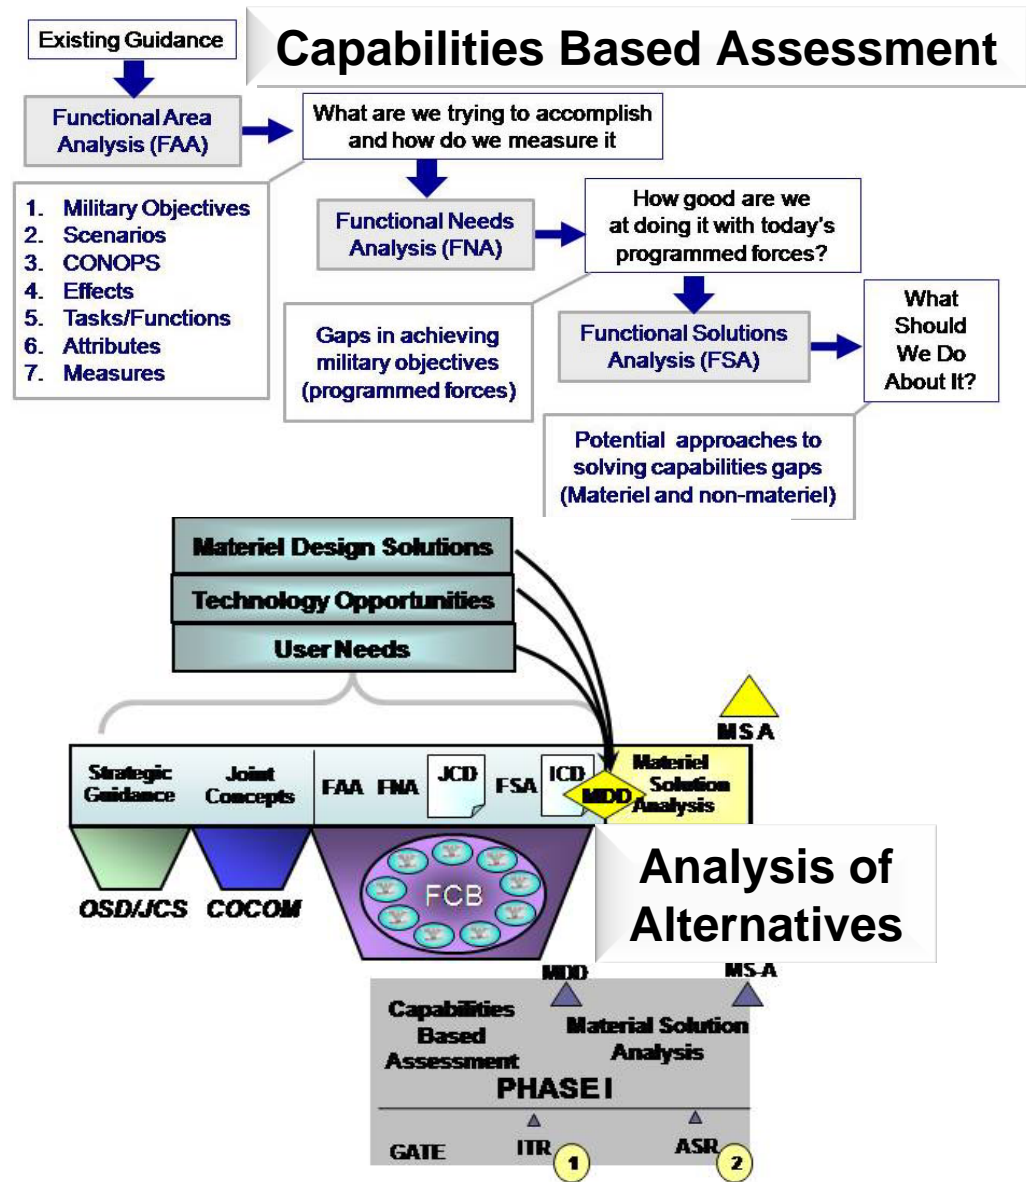 Existing Guidance
Capabilities Based Assessment
Functional Area
Analysis (FAA)
What are we trying to accomplish
and how do we measure it
1. Military Objectives
2. Scenarios
3. CONOPS
4. Effects
5. Tasks/Functions
6. Attributes
7. Measures
Functional Needs
Analysis (FNA)
How good are we
at doing it with today's
programmed forces?
Gaps in achieving
military objectives
(programmed forces)
Functional Solutions
Analysis (FSA)
What
Should
We Do
About It?
Potential approaches to
solving capabilities gaps
(Materiel and non-materiel)
Materiel Design Solutions
Technology Opportunities
User Needs
MSA
Strategic
Guidance
Joint
Concepts
FAA FNA
JCD
FSA
ICD
MDD
Materiel
Solution
Analysis
OSD/JCS
COCOM
FCB
Analysis of
Alternatives
MDD
MS-A
Capabilities
Based
Assessment
Material Solution
Analysis
PHASE I
GATE
ITR
1
ASR
2